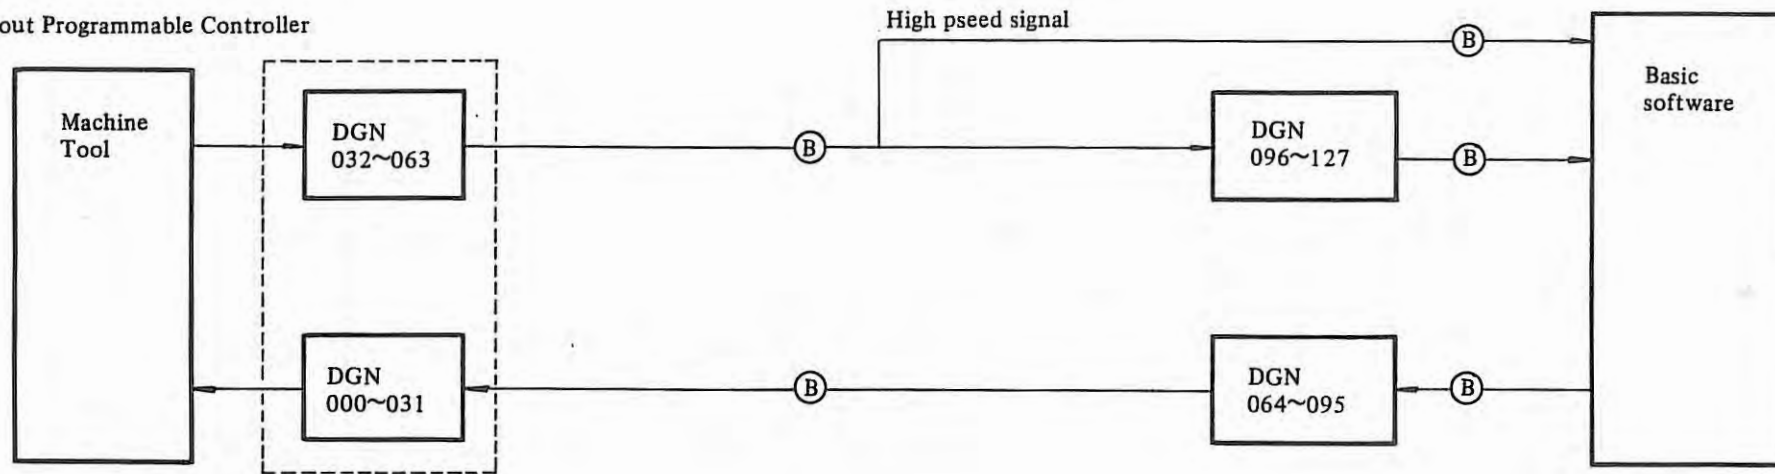 out Programmable Controller
High pseed signal
B
Machine
Tool
DGN
032~063
B
DGN
096~127
B
Basic
software
DGN
000~031
B
DGN
064~095
B